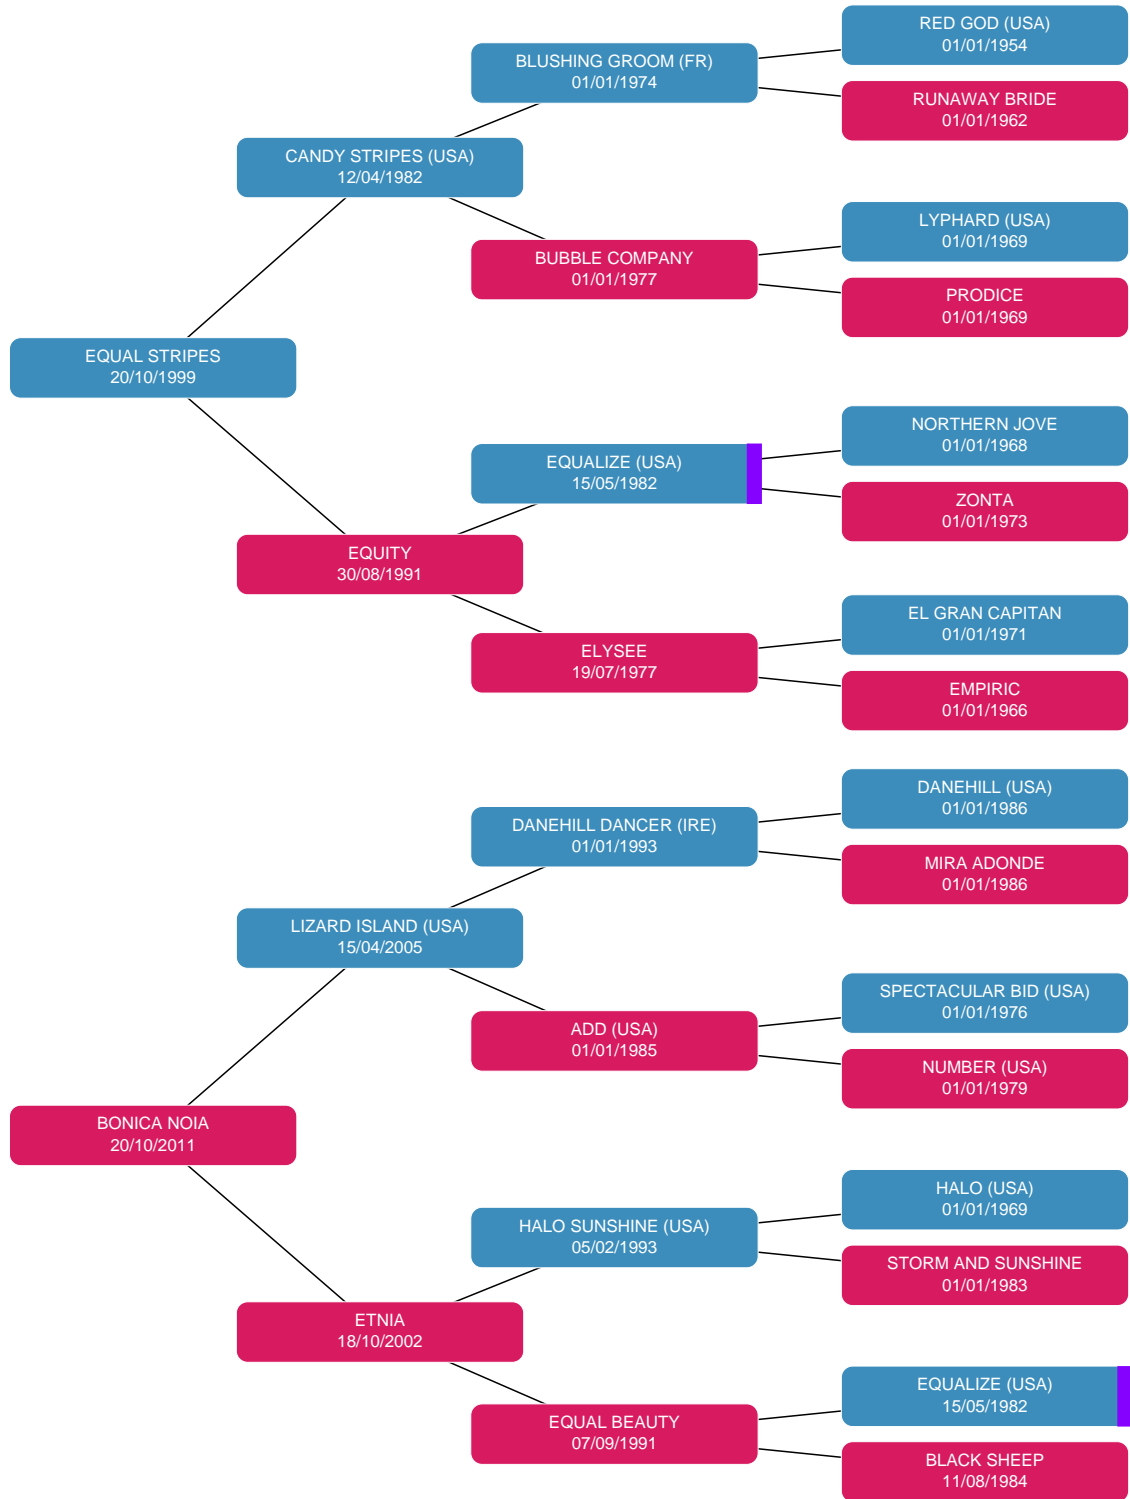 RED GOD (USA)
01/01/1954
BLUSHING GROOM (FR)
01/01/1974
RUNAWAY BRIDE
01/01/1962
CANDY STRIPES (USA)
12/04/1982
LYPHARD (USA)
01/01/1969
BUBBLE COMPANY
01/01/1977
PRODICE
01/01/1969
EQUAL STRIPES
20/10/1999
NORTHERN JOVE
01/01/1968
EQUALIZE (USA)
15/05/1982
ZONTA
01/01/1973
EQUITY
30/08/1991
EL GRAN CAPITAN
01/01/1971
ELYSEE
19/07/1977
EMPIRIC
01/01/1966
DANEHILL (USA)
01/01/1986
DANEHILL DANCER (IRE)
01/01/1993
MIRA ADONDE
01/01/1986
LIZARD ISLAND (USA)
15/04/2005
SPECTACULAR BID (USA)
01/01/1976
ADD (USA)
01/01/1985
NUMBER (USA)
01/01/1979
BONICA NOIA
20/10/2011
HALO (USA)
01/01/1969
HALO SUNSHINE (USA)
05/02/1993
STORM AND SUNSHINE
01/01/1983
ETNIA
18/10/2002
EQUALIZE (USA)
15/05/1982
EQUAL BEAUTY
07/09/1991
BLACK SHEEP
11/08/1984